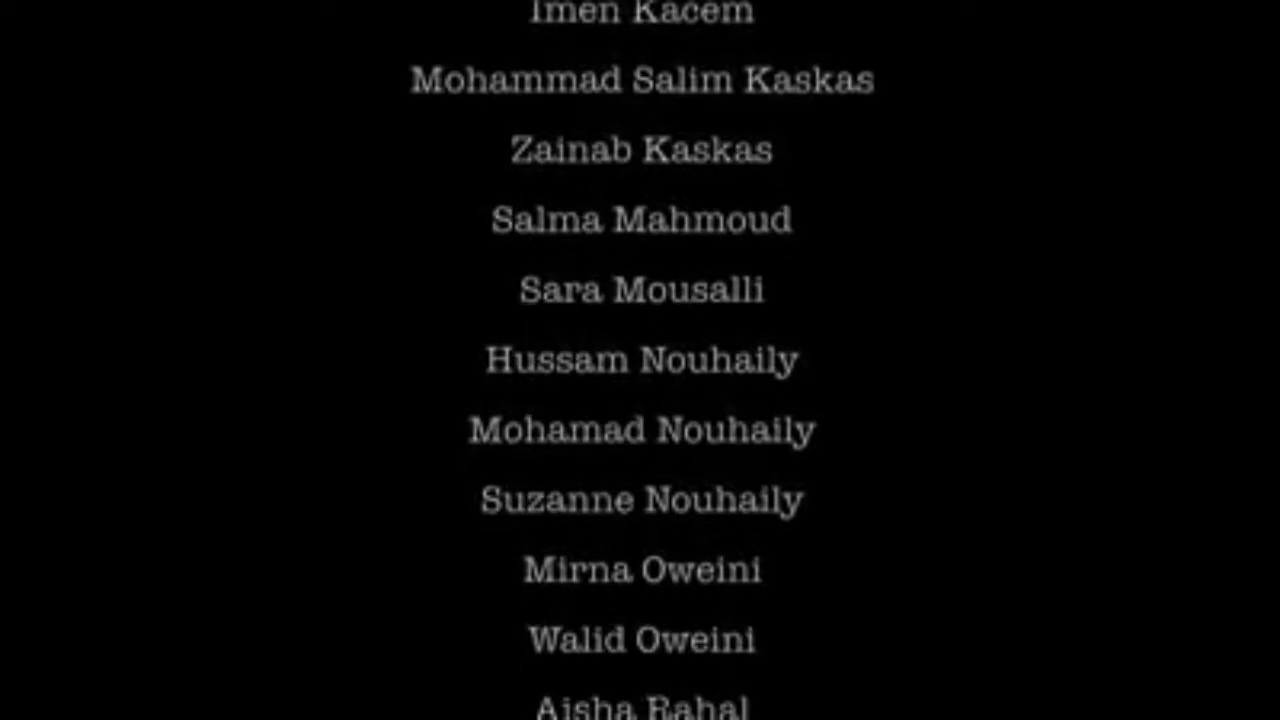 Imen Kacem
Mohammad Salim Kaskas
Zainab Kaskas
Salma Mahmoud
Sara Mousalli
Hussam Nouhaily
Mohamad Nouhaily
Suzanne Nouhaily
Mirna Oweini
Walid Oweini
Aisha Rahal